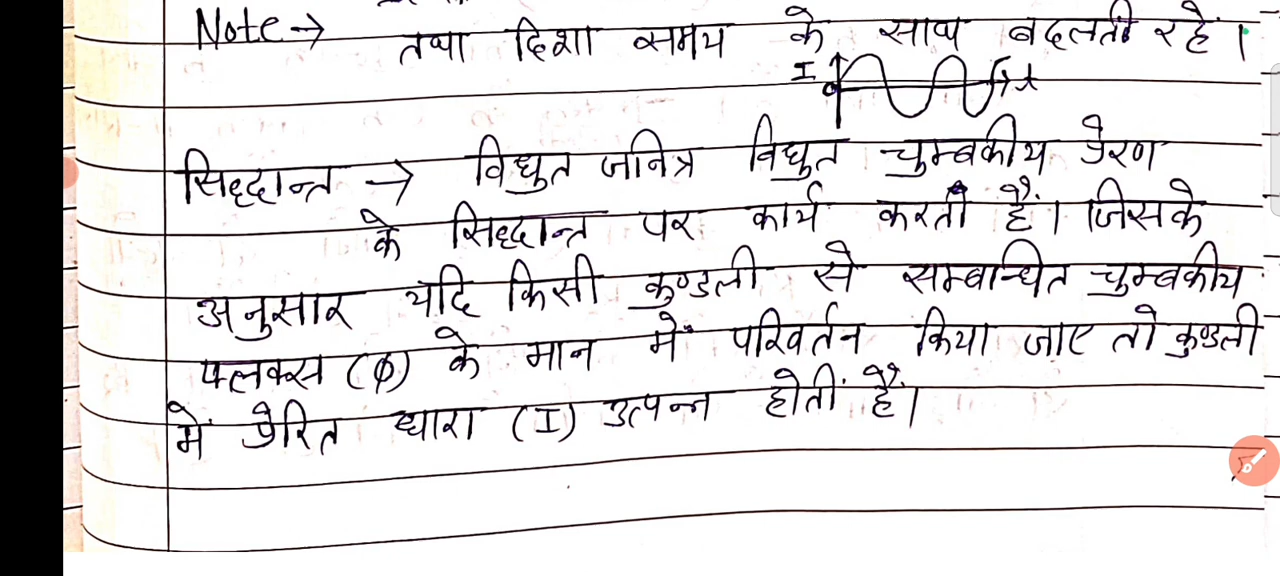 Note → तथा दिशा समय के साथ बदलती रहे।
I t
सिद्धान्त → विधुत जनित्र विधुत चुम्बकीय प्रेरण
के सिद्धान्त पर कार्य करता है। जिसके
अनुसार यदि किसी कुण्डली से सम्बन्धित चुम्बकीय
फ्लक्स (ϕ) के मान में परिवर्तन किया जाए तो कुण्डली
में प्रेरित धारा (I) उत्पन्न होती है।